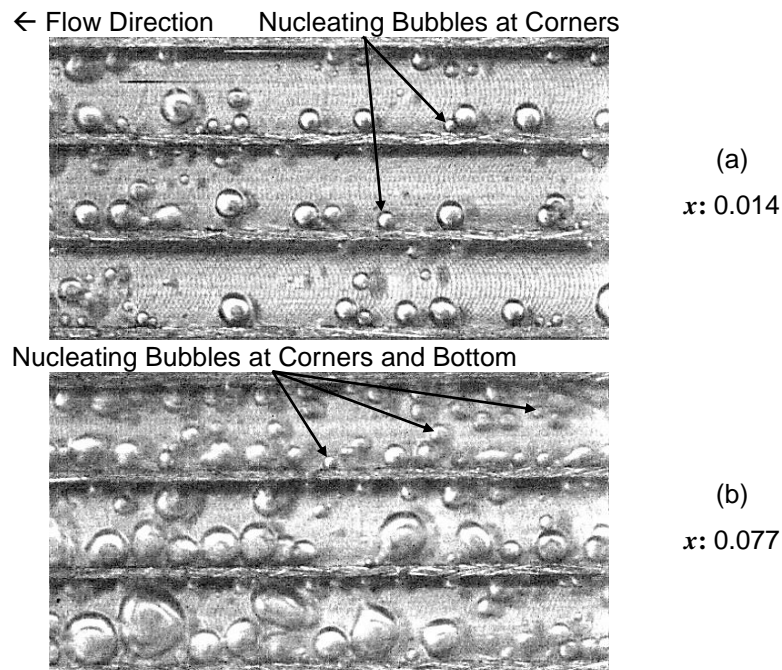 ← Flow Direction
Nucleating Bubbles at Corners
(a)
x: 0.014
Nucleating Bubbles at Corners and Bottom
(b)
x: 0.077